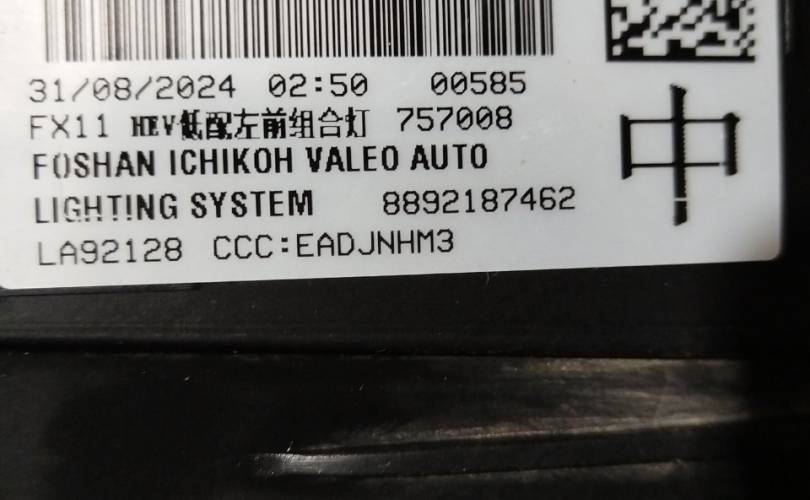 31/08/2024 02:50 00585
FX11 HEV低配左前组合灯 757008
FOSHAN ICHIKOH VALEO AUTO
LIGHTING SYSTEM 8892187462
LA92128 CCC:EADJNHM3
中